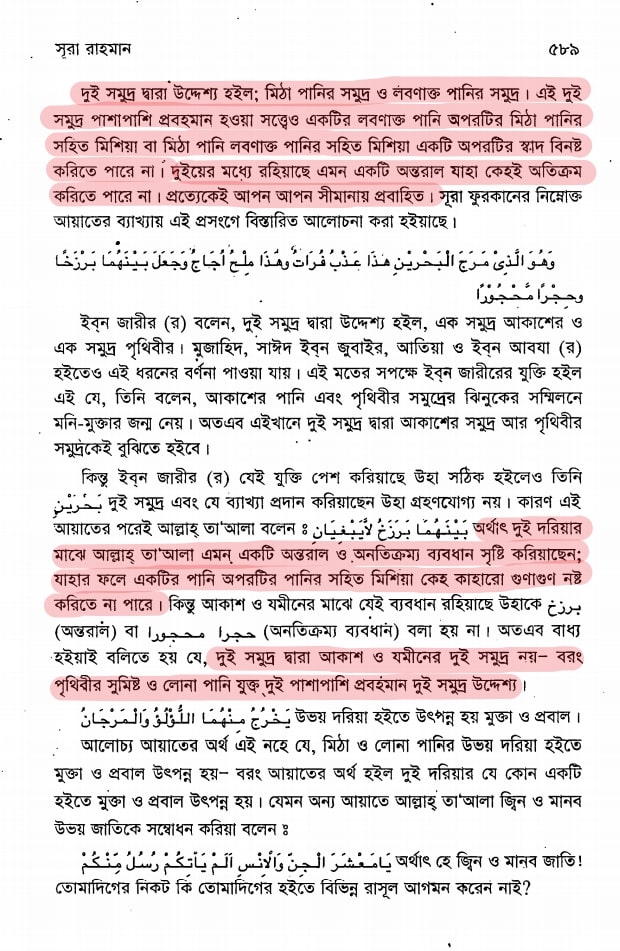 সূরা রাহমান ৫৮৯
দুই সমুদ্র দ্বারা উদ্দেশ্য হইল; মিঠা পানির সমুদ্র ও লবণাক্ত পানির সমুদ্র। এই দুই
সমুদ্র পাশাপাশি প্রবহমান হওয়া সত্ত্বেও একটির লবণাক্ত পানি অপরটির মিঠা পানির
সহিত মিশিয়া বা মিঠা পানি লবণাক্ত পানির সহিত মিশিয়া একটি অপরটির স্বাদ বিনষ্ট
করিতে পারে না। দুইয়ের মধ্যে রহিয়াছে এমন একটি অন্তরাল যাহা কেহই অতিক্রম
করিতে পারে না। প্রত্যেকেই আপন আপন সীমানায় প্রবাহিত। সূরা ফুরকানের নিম্নোক্ত
আয়াতের ব্যাখ্যায় এই প্রসংগে বিস্তারিত আলোচনা করা হইয়াছে।
وَهُوَ الَّذِىْ مَرَجَ الْبَحْرَيْنِ هٰذَا عَذْبٌ فُرَاتٌ وَّهٰذَا مِلْحٌ اُجَاجٌ وَجَعَلَ بَيْنَهُمَا بَرْزَخًا
وَحِجْرًا مَّحْجُوْرًا
ইব্‌ন জারীর (র) বলেন, দুই সমুদ্র দ্বারা উদ্দেশ্য হইল, এক সমুদ্র আকাশের ও
এক সমুদ্র পৃথিবীর। মুজাহিদ, সাঈদ ইব্‌ন জুবাইর, আতিয়া ও ইব্‌ন আবযা (র)
হইতেও এই ধরনের বর্ণনা পাওয়া যায়। এই মতের সপক্ষে ইব্‌ন জারীরের যুক্তি হইল
এই যে, তিনি বলেন, আকাশের পানি এবং পৃথিবীর সমুদ্রের ঝিনুকের সম্মিলনে
মনি-মুক্তার জন্ম নেয়। অতএব এইখানে দুই সমুদ্র দ্বারা আকাশের সমুদ্র আর পৃথিবীর
সমুদ্রকেই বুঝিতে হইবে।
কিন্তু ইব্‌ন জারীর (র) যেই যুক্তি পেশ করিয়াছে উহা সঠিক হইলেও তিনি
بَحْرَيْنِ দুই সমুদ্র এবং যে ব্যাখ্যা প্রদান করিয়াছেন উহা গ্রহণযোগ্য নয়। কারণ এই
আয়াতের পরেই আল্লাহ্ তা'আলা বলেন ঃ بَيْنَهُمَا بَرْزَخٌ لاَّيَبْغِيَانِ অর্থাৎ দুই দরিয়ার
মাঝে আল্লাহ্ তা'আলা এমন একটি অন্তরাল ও অনতিক্রম্য ব্যবধান সৃষ্টি করিয়াছেন;
যাহার ফলে একটির পানি অপরটির পানির সহিত মিশিয়া কেহ কাহারো গুণাগুণ নষ্ট
করিতে না পারে। কিন্তু আকাশ ও যমীনের মাঝে যেই ব্যবধান রহিয়াছে উহাকে برزخ
(অন্তরাল) বা حجرا محجورا (অনতিক্রম্য ব্যবধান) বলা হয় না। অতএব বাধ্য
হইয়াই বলিতে হয় যে, দুই সমুদ্র দ্বারা আকাশ ও যমীনের দুই সমুদ্র নয়– বরং
পৃথিবীর সুমিষ্ট ও লোনা পানি যুক্ত দুই পাশাপাশি প্রবহমান দুই সমুদ্র উদ্দেশ্য।
يَخْرُجُ مِنْهُمَا اللُّؤْلُؤُ وَالْمَرْجَانُ উভয় দরিয়া হইতে উৎপন্ন হয় মুক্তা ও প্রবাল।
আলোচ্য আয়াতের অর্থ এই নহে যে, মিঠা ও লোনা পানির উভয় দরিয়া হইতে
মুক্তা ও প্রবাল উৎপন্ন হয়– বরং আয়াতের অর্থ হইল দুই দরিয়ার যে কোন একটি
হইতে মুক্তা ও প্রবাল উৎপন্ন হয়। যেমন অন্য আয়াতে আল্লাহ্ তা'আলা জ্বিন ও মানব
উভয় জাতিকে সম্বোধন করিয়া বলেন ঃ
يَامَعْشَرَ الْجِنِّ وَالْاِنْسِ اَلَمْ يَأتِكُمْ رُسُلٌ مِّنْكُمْ অর্থাৎ হে জ্বিন ও মানব জাতি!
তোমাদিগের নিকট কি তোমাদিগের হইতে বিভিন্ন রাসূল আগমন করেন নাই?